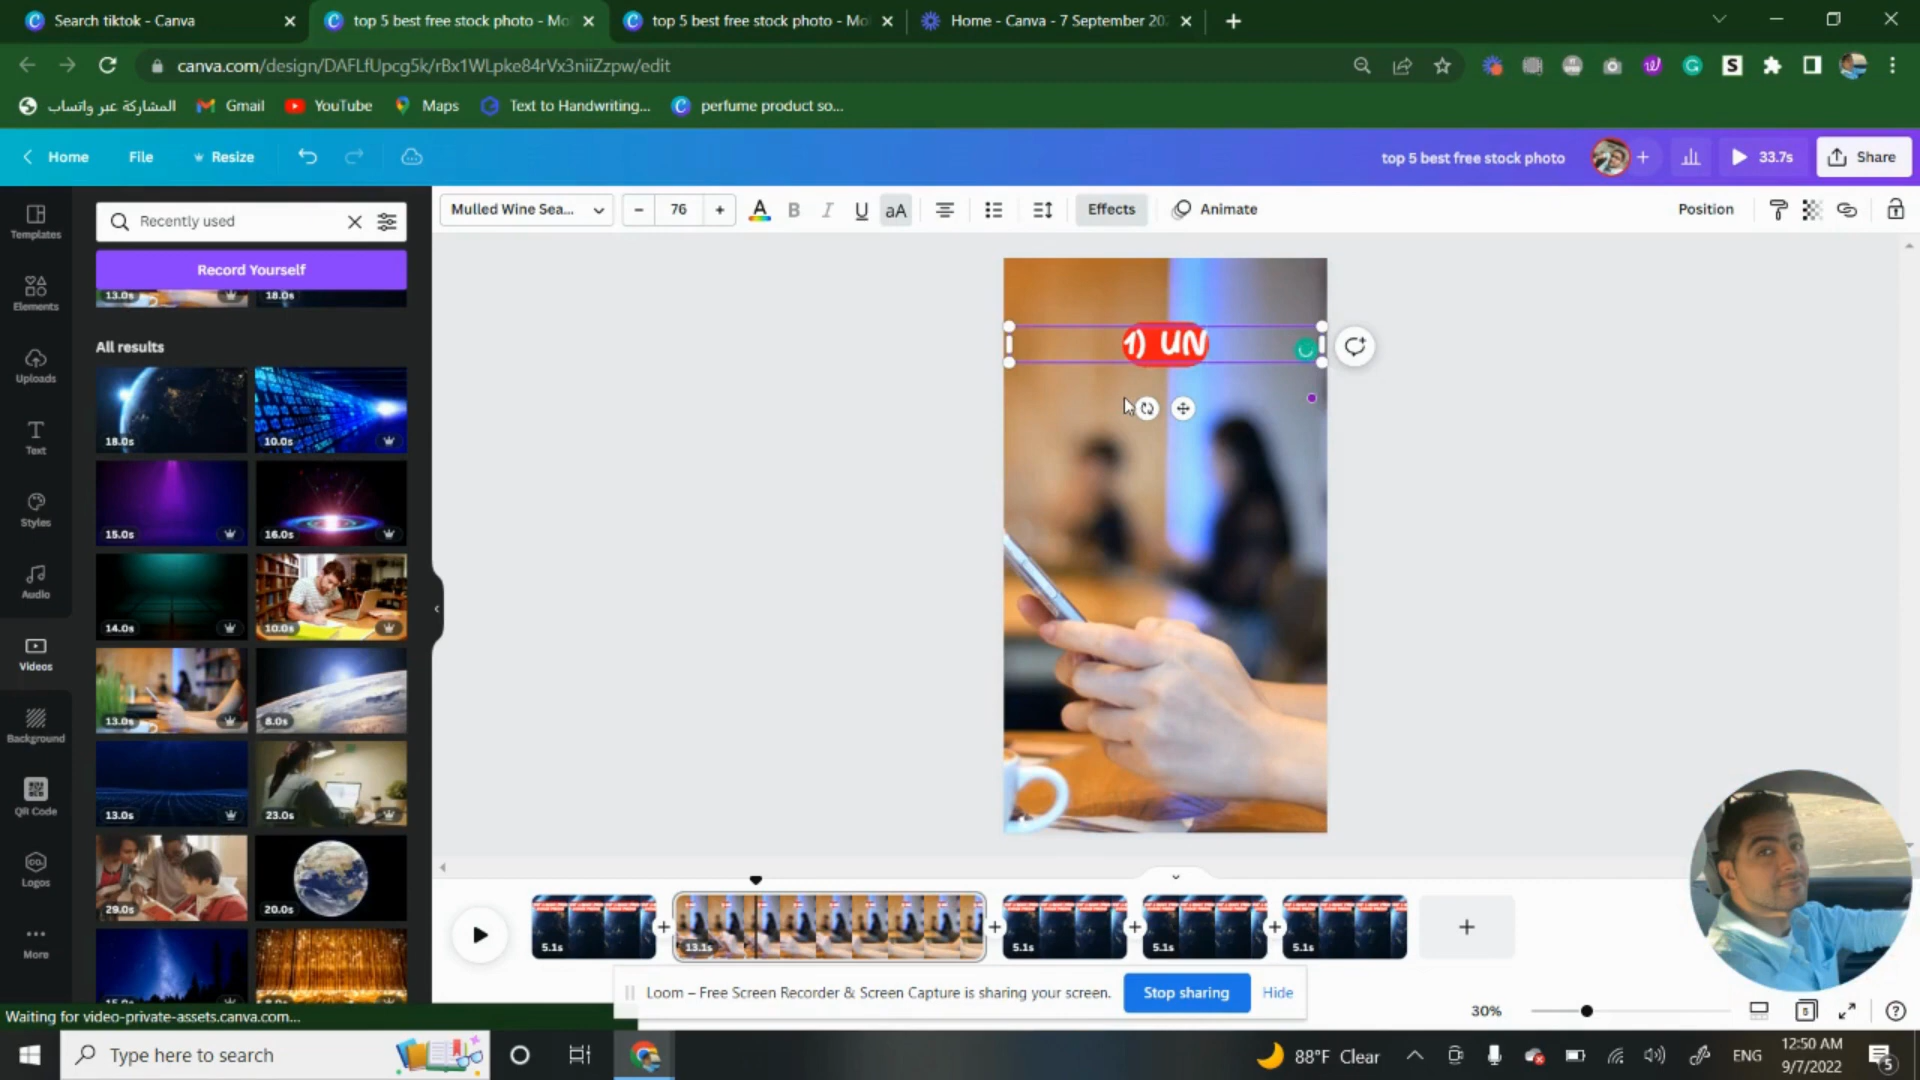 Search tiktok - Canva
top 5 best free stock photo - Mo
top 5 best free stock photo - Mo
Home - Canva - 7 September 202
canva.com/design/DAFLfUpcg5k/rBx1WLpke84rVx3niiZzpw/edit
المشاركة عبر واتساب
Gmail
YouTube
Maps
Text to Handwriting...
perfume product so...
Home
File
Resize
top 5 best free stock photo
33.7s
Share
Templates
Elements
Uploads
Text
Styles
Audio
Videos
Background
QR Code
Logos
More
Recently used
Record Yourself
13.0s
18.0s
All results
18.0s
10.0s
15.0s
16.0s
14.0s
10.0s
13.0s
8.0s
13.0s
23.0s
29.0s
20.0s
Mulled Wine Sea...
76
B I U aA
Effects
Animate
Position
1) UN
5.1s
13.1s
5.1s
5.1s
5.1s
Loom – Free Screen Recorder & Screen Capture is sharing your screen.
Stop sharing
Hide
30%
Waiting for video-private-assets.canva.com...
Type here to search
88°F Clear
ENG
12:50 AM
9/7/2022
5